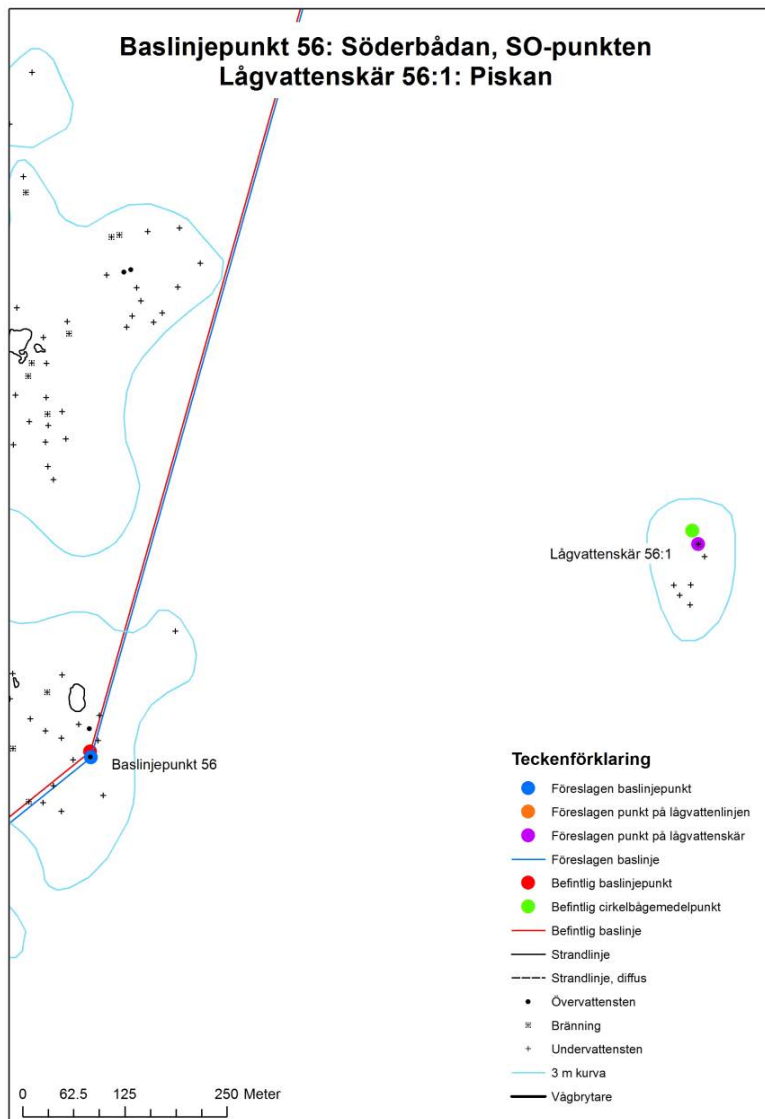 Baslinjepunkt 56: Söderbådan, SO-punkten
Lågvattenskär 56:1: Piskan
Lågvattenskär 56:1
Baslinjepunkt 56
Teckenförklaring
Föreslagen baslinjepunkt
Föreslagen punkt på lågvattenlinjen
Föreslagen punkt på lågvattenskär
Föreslagen baslinje
Befintlig baslinjepunkt
Befintlig cirkelbågemedelpunkt
Befintlig baslinje
Strandlinje
Strandlinje, diffus
Övervattensten
Bränning
Undervattensten
3 m kurva
Vågbrytare
0 62.5 125 250 Meter